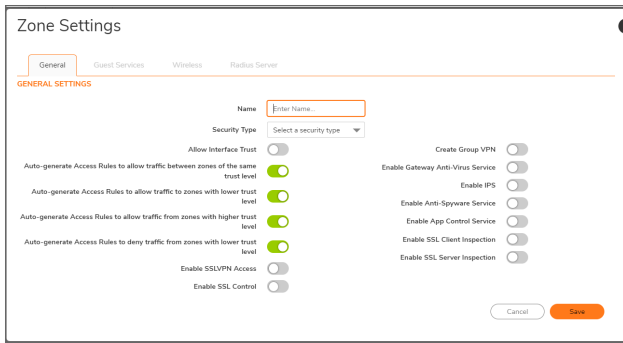 Zone Settings
General Guest Services Wireless Radius Server
GENERAL SETTINGS
Name Enter Name...
Security Type Select a security type
Allow Interface Trust
Auto-generate Access Rules to allow traffic between zones of the same
trust level
Auto-generate Access Rules to allow traffic to zones with lower trust
level
Auto-generate Access Rules to allow traffic from zones with higher trust
level
Auto-generate Access Rules to deny traffic from zones with lower trust
level
Enable SSLVPN Access
Enable SSL Control
Create Group VPN
Enable Gateway Anti-Virus Service
Enable IPS
Enable Anti-Spyware Service
Enable App Control Service
Enable SSL Client Inspection
Enable SSL Server Inspection
Cancel Save